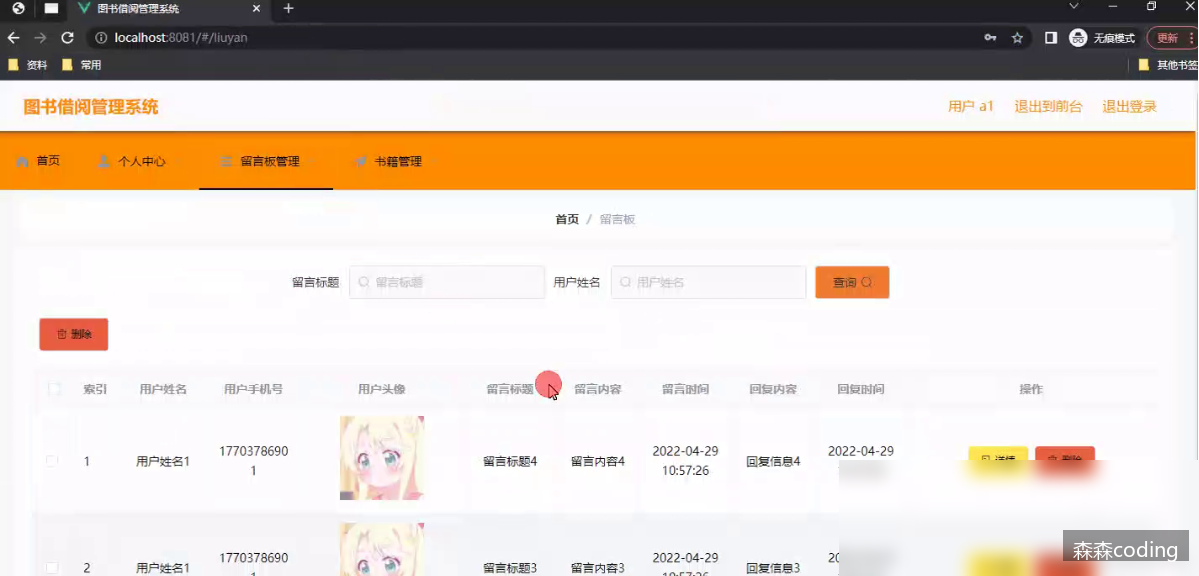 图书借阅管理系统
localhost:8081/#/liuyan
无痕模式
更新
资料
常用
其他书签
图书借阅管理系统
用户 a1 退出到前台 退出登录
首页 个人中心 留言板管理 书籍管理
首页 / 留言板
留言标题 留言标题 用户姓名 用户姓名 查询
删除
索引 用户姓名 用户手机号 用户头像 留言标题 留言内容 留言时间 回复内容 回复时间 操作
1 用户姓名1 17703786901 留言标题4 留言内容4 2022-04-29 10:57:26 回复信息4 2022-04-29 详情 删除
2 用户姓名1 1770378690 留言标题3 留言内容3 2022-04-29 10:57:26 回复信息3
森森coding